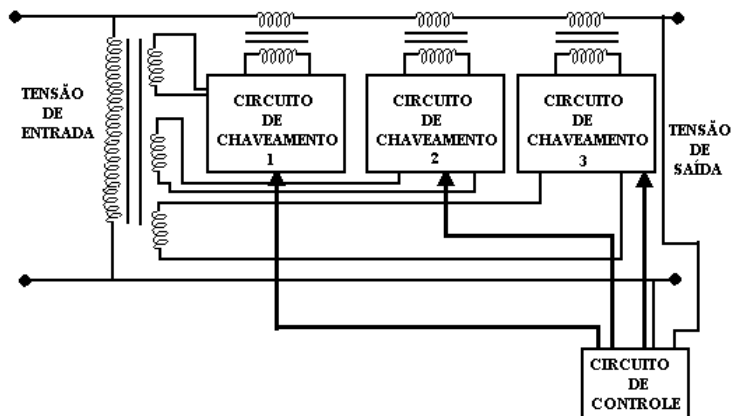 TENSÃO
DE
ENTRADA
CIRCUITO
DE
CHAVEAMENTO
1
CIRCUITO
DE
CHAVEAMENTO
2
CIRCUITO
DE
CHAVEAMENTO
3
TENSÃO
DE
SAÍDA
CIRCUITO
DE
CONTROLE